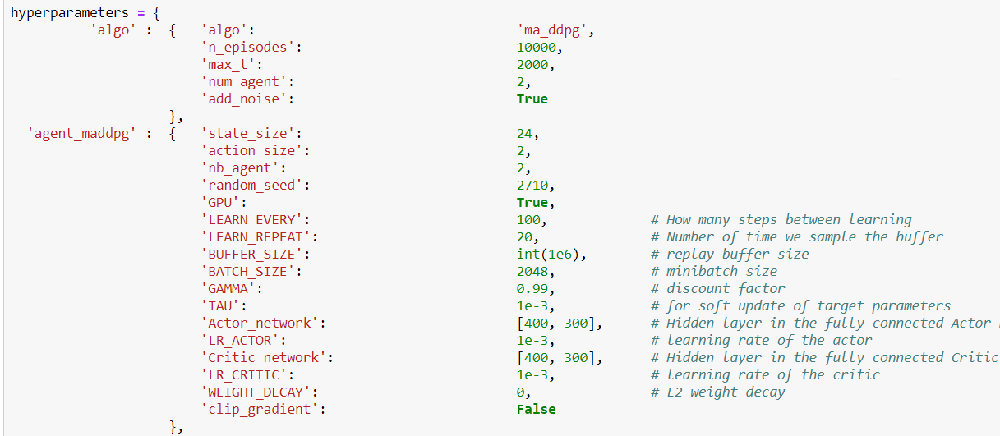 hyperparameters = {
'algo' : { 'algo': 'ma_ddpg',
'n_episodes': 10000,
'max_t': 2000,
'num_agent': 2,
'add_noise': True
},
'agent_maddpg' : { 'state_size': 24,
'action_size': 2,
'nb_agent': 2,
'random_seed': 2710,
'GPU': True,
'LEARN_EVERY': 100, # How many steps between learning
'LEARN_REPEAT': 20, # Number of time we sample the buffer
'BUFFER_SIZE': int(1e6), # replay buffer size
'BATCH_SIZE': 2048, # minibatch size
'GAMMA': 0.99, # discount factor
'TAU': 1e-3, # for soft update of target parameters
'Actor_network': [400, 300], # Hidden layer in the fully connected Actor
'LR_ACTOR': 1e-3, # learning rate of the actor
'Critic_network': [400, 300], # Hidden layer in the fully connected Critic
'LR_CRITIC': 1e-3, # learning rate of the critic
'WEIGHT_DECAY': 0, # L2 weight decay
'clip_gradient': False
},